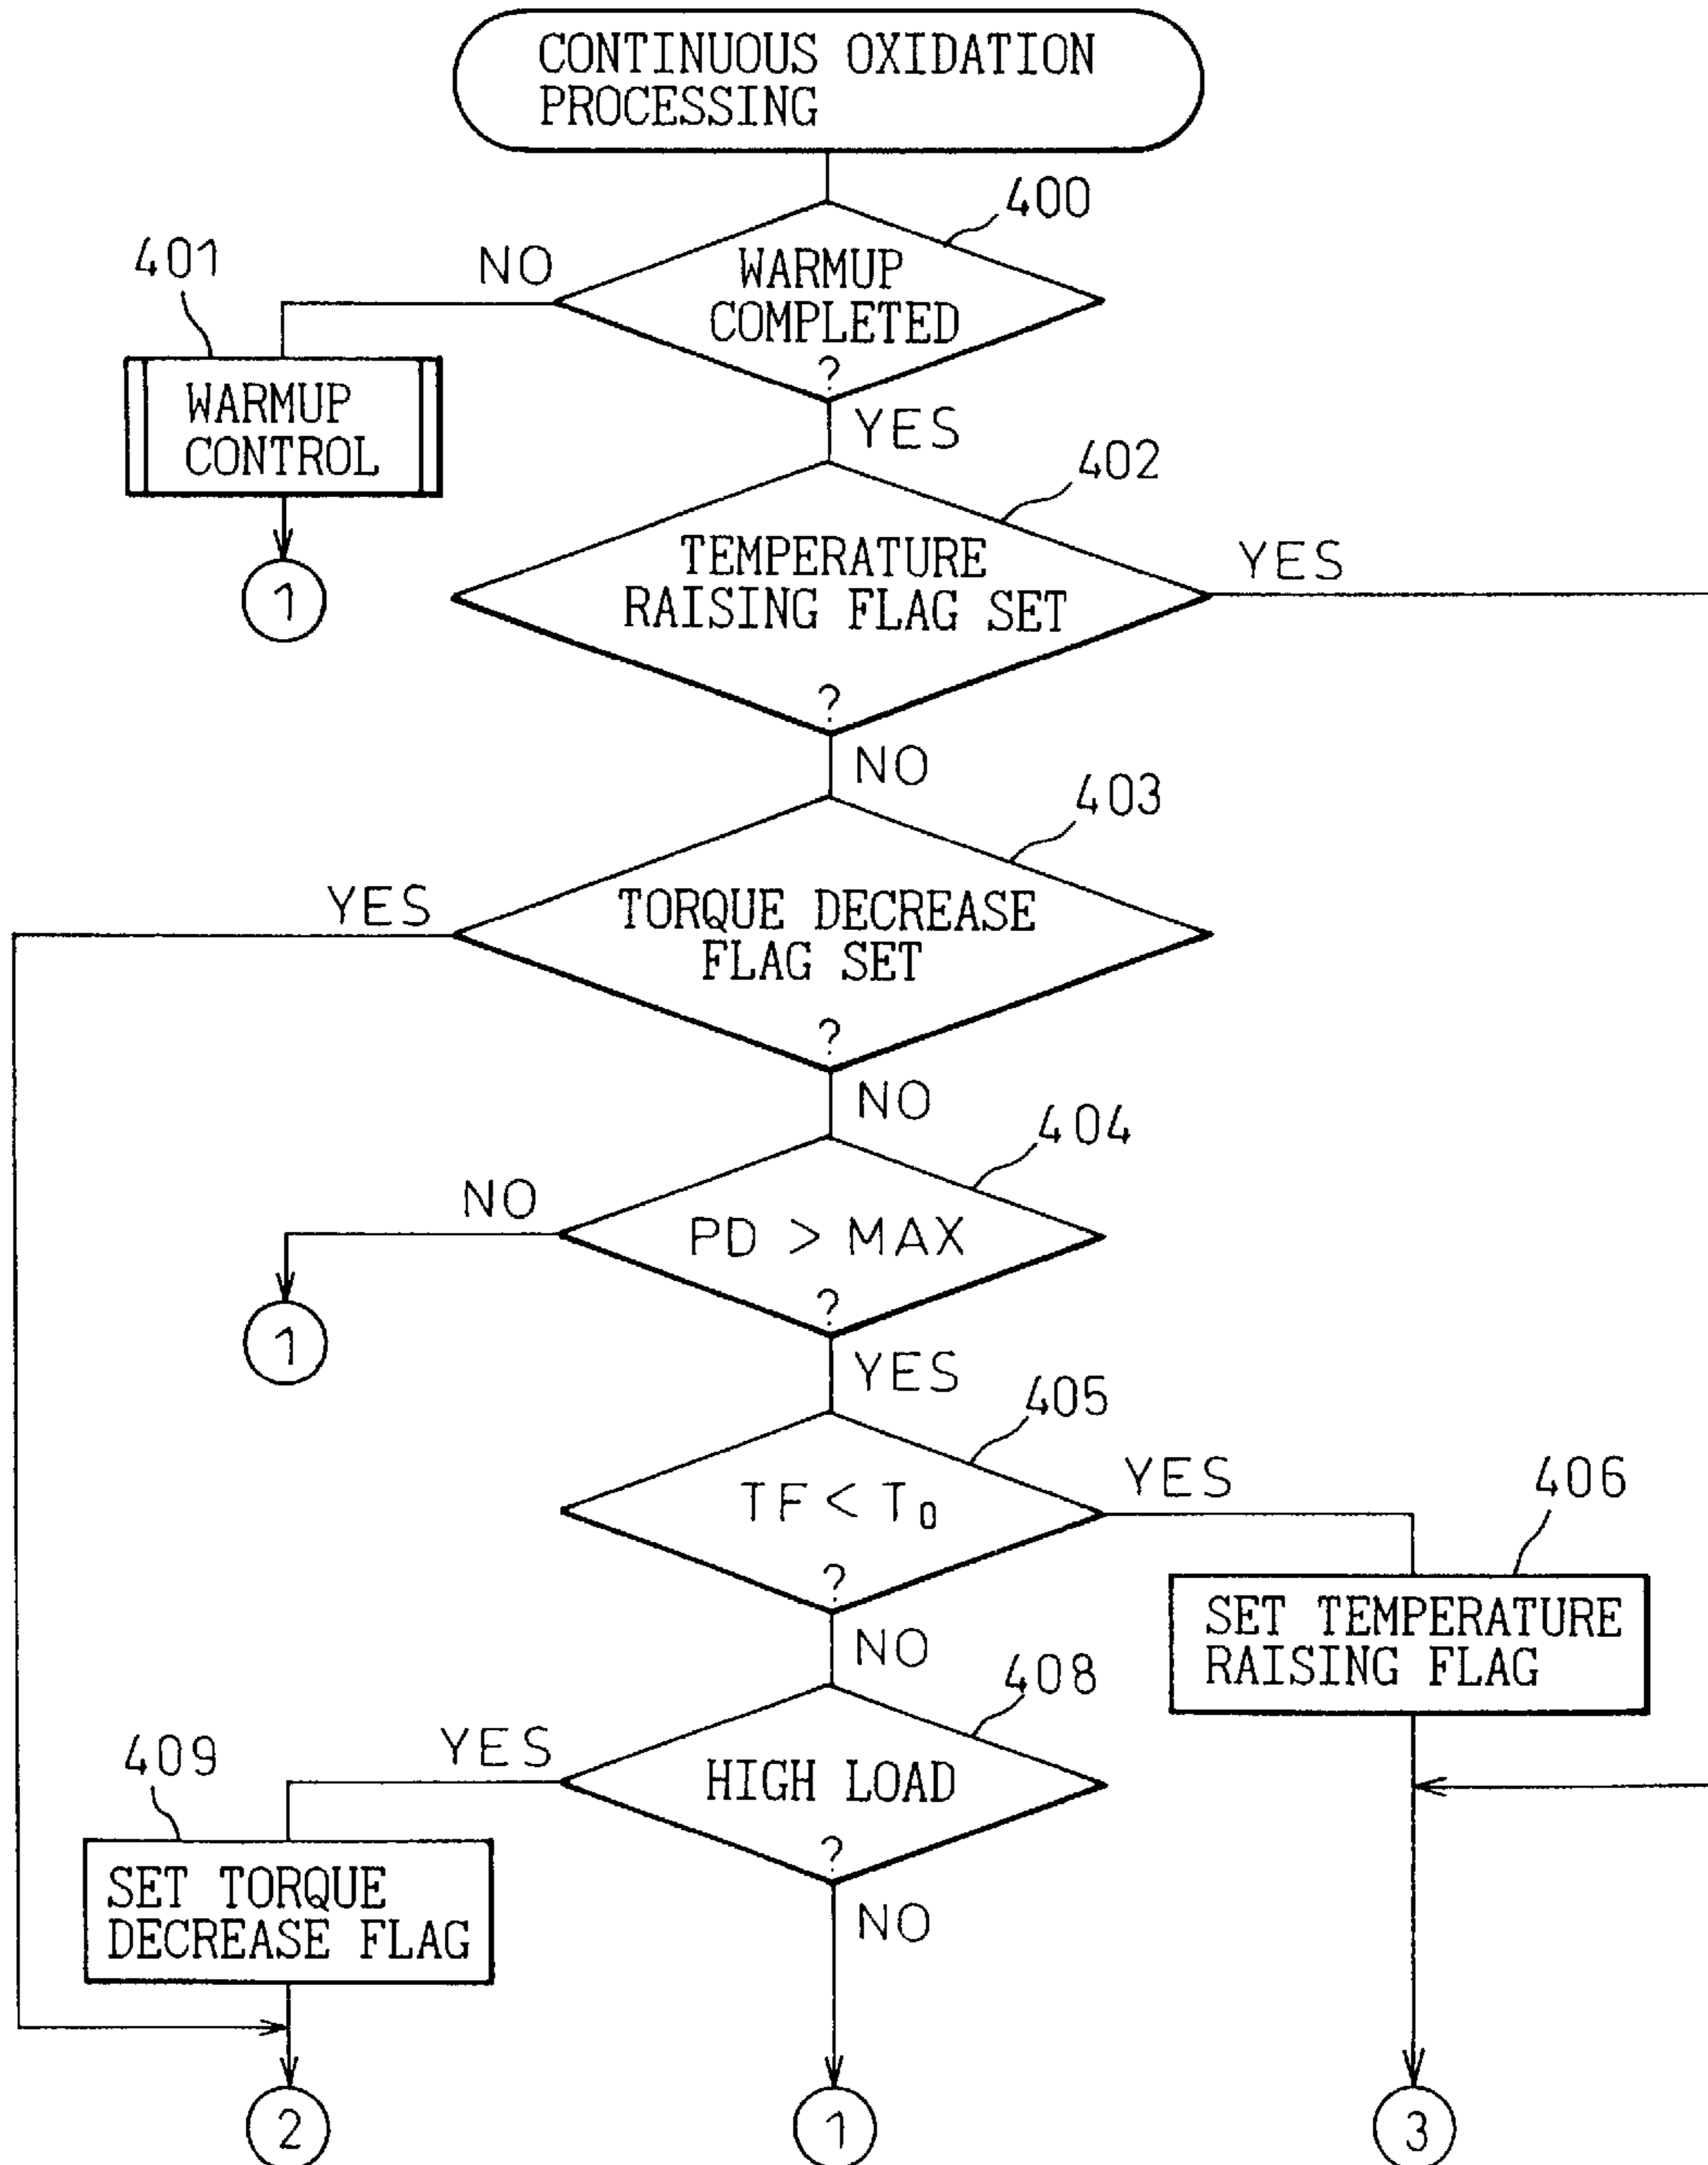 CONTINUOUS OXIDATION
PROCESSING
400
NO
WARMUP
COMPLETED
?
401
WARMUP
CONTROL
1
YES
402
TEMPERATURE
RAISING FLAG SET
?
YES
NO
403
YES
TORQUE DECREASE
FLAG SET
?
NO
404
NO
PD > MAX
?
1
YES
405
TF < T₀
?
YES
406
SET TEMPERATURE
RAISING FLAG
NO
408
YES
HIGH LOAD
?
409
SET TORQUE
DECREASE FLAG
NO
2
1
3